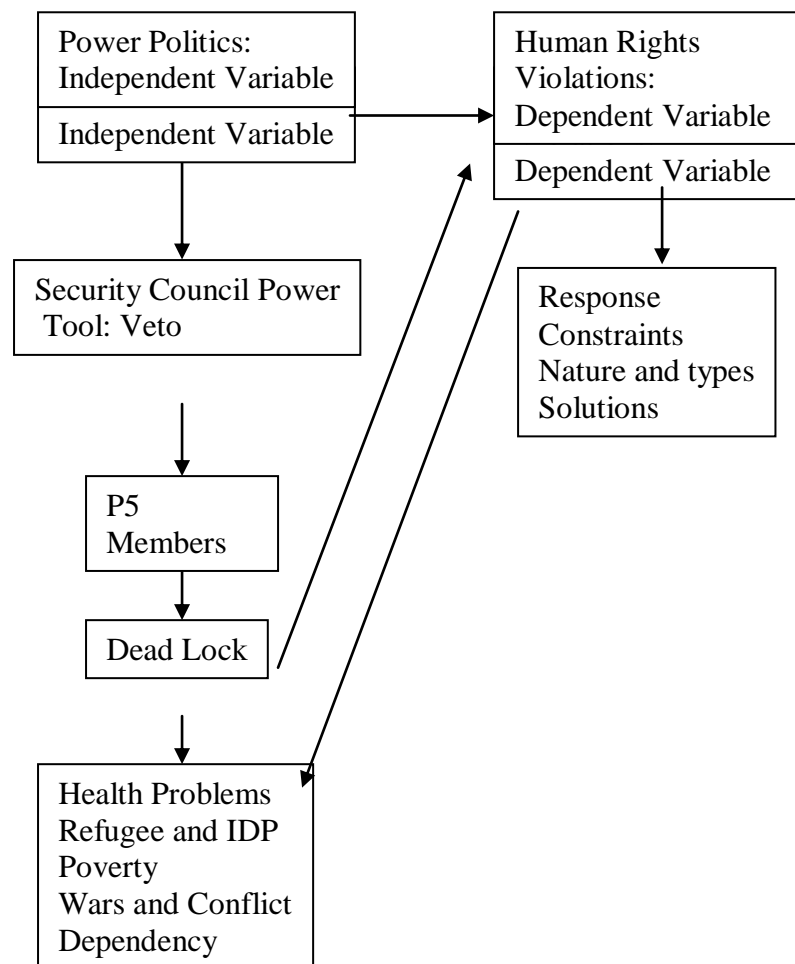 Power Politics:
Independent Variable
Independent Variable
Human Rights
Violations:
Dependent Variable
Dependent Variable
Security Council Power
Tool: Veto
Response
Constraints
Nature and types
Solutions
P5
Members
Dead Lock
Health Problems
Refugee and IDP
Poverty
Wars and Conflict
Dependency